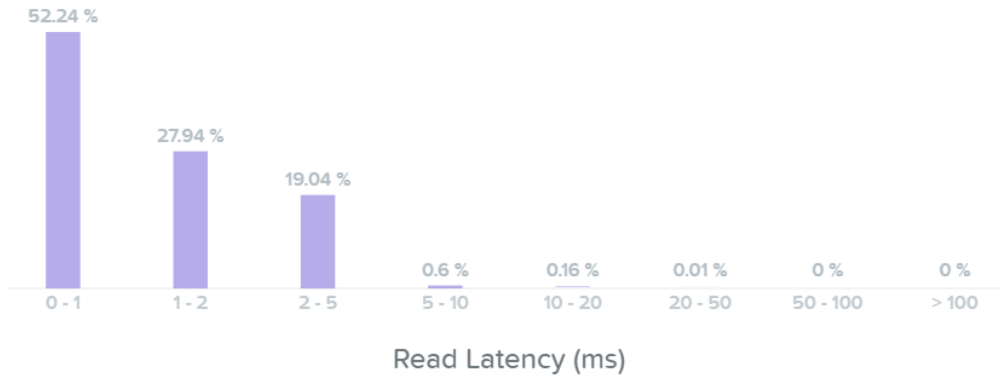 52.24 %
27.94 %
19.04 %
0.6 %
0.16 %
0.01 %
0 %
0 %
0 - 1
1 - 2
2 - 5
5 - 10
10 - 20
20 - 50
50 - 100
> 100
Read Latency (ms)